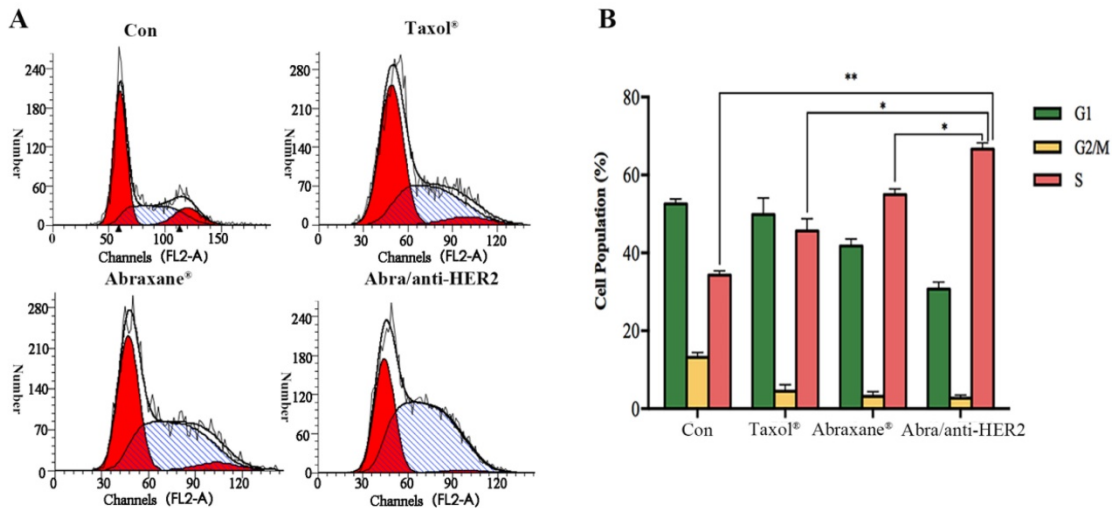 A
Con
Number
240
180
120
60
0
0
50
100
150
Channels (FL2-A)
Taxol®
Number
280
210
140
70
0
0
30
60
90
120
Channels (FL2-A)
Abraxane®
Number
280
210
140
70
0
0
30
60
90
120
Channels (FL2-A)
Abra/anti-HER2
Number
240
180
120
60
0
0
30
60
90
120
Channels (FL2-A)
B
Cell Population (%)
80
60
40
20
0
**
*
*
Con
Taxol®
Abraxane®
Abra/anti-HER2
G1
G2/M
S